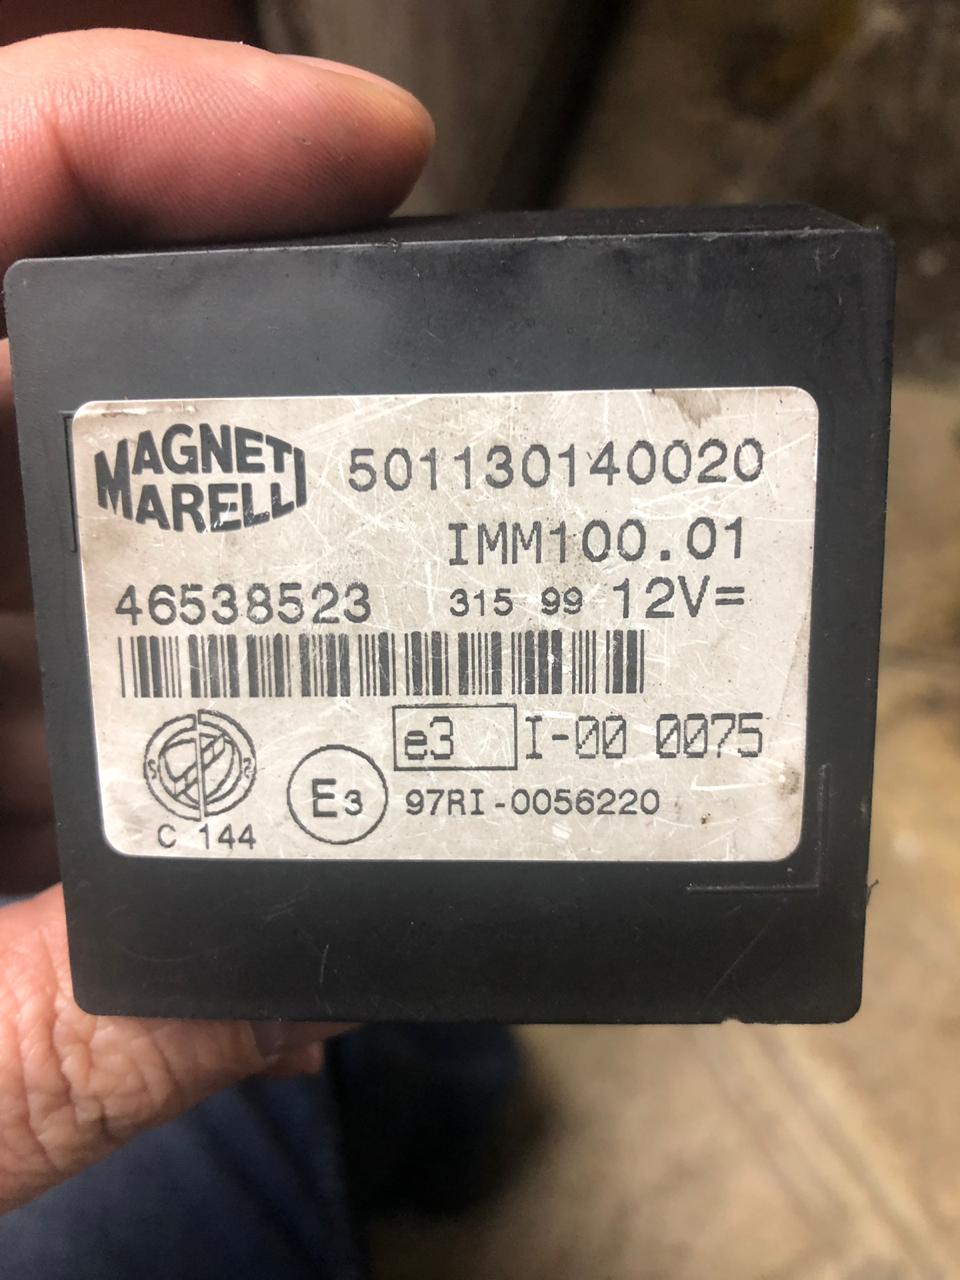 MAGNETI
MARELLI
501130140020
IMM100.01
46538523 315 99 12V=
e3 I-00 0075
E3 97RI-0056220
C 144